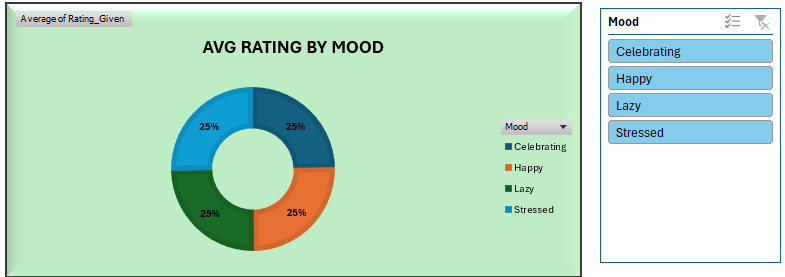 Average of Rating_Given
AVG RATING BY MOOD
25%
25%
25%
25%
Mood
Celebrating
Happy
Lazy
Stressed
Mood
Celebrating
Happy
Lazy
Stressed